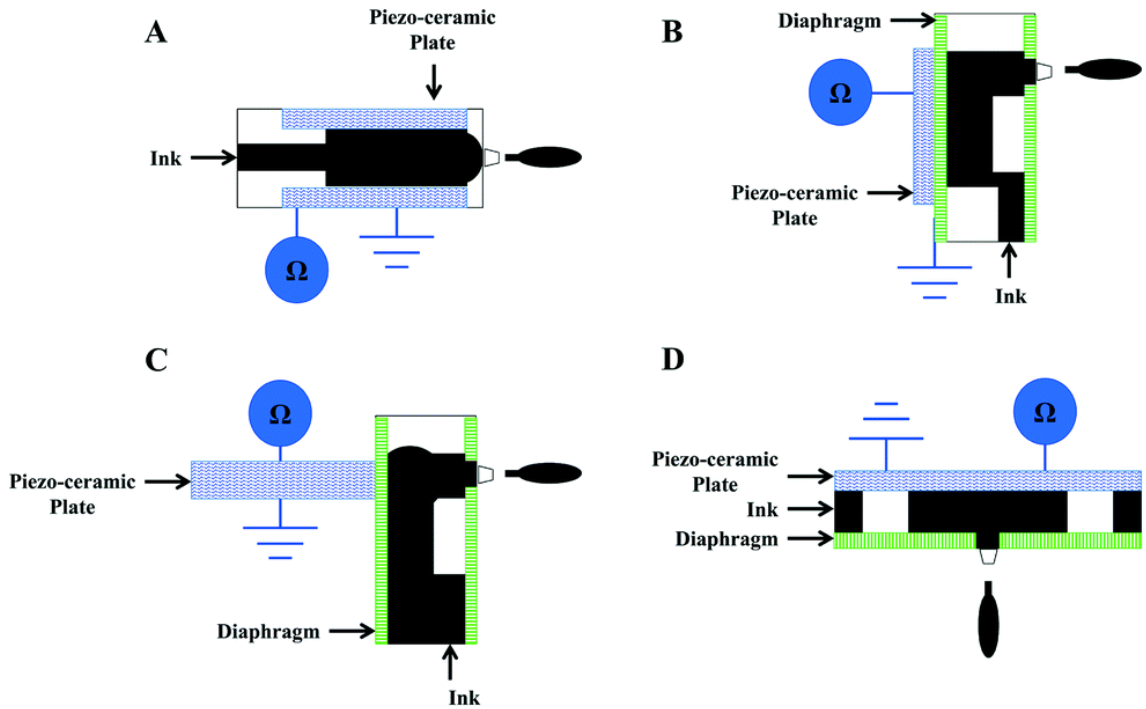 A
Piezo-ceramic
Plate
Ink
Ω
B
Diaphragm
Ω
Piezo-ceramic
Plate
Ink
C
Ω
Piezo-ceramic
Plate
Diaphragm
Ink
D
Ω
Piezo-ceramic
Plate
Ink
Diaphragm